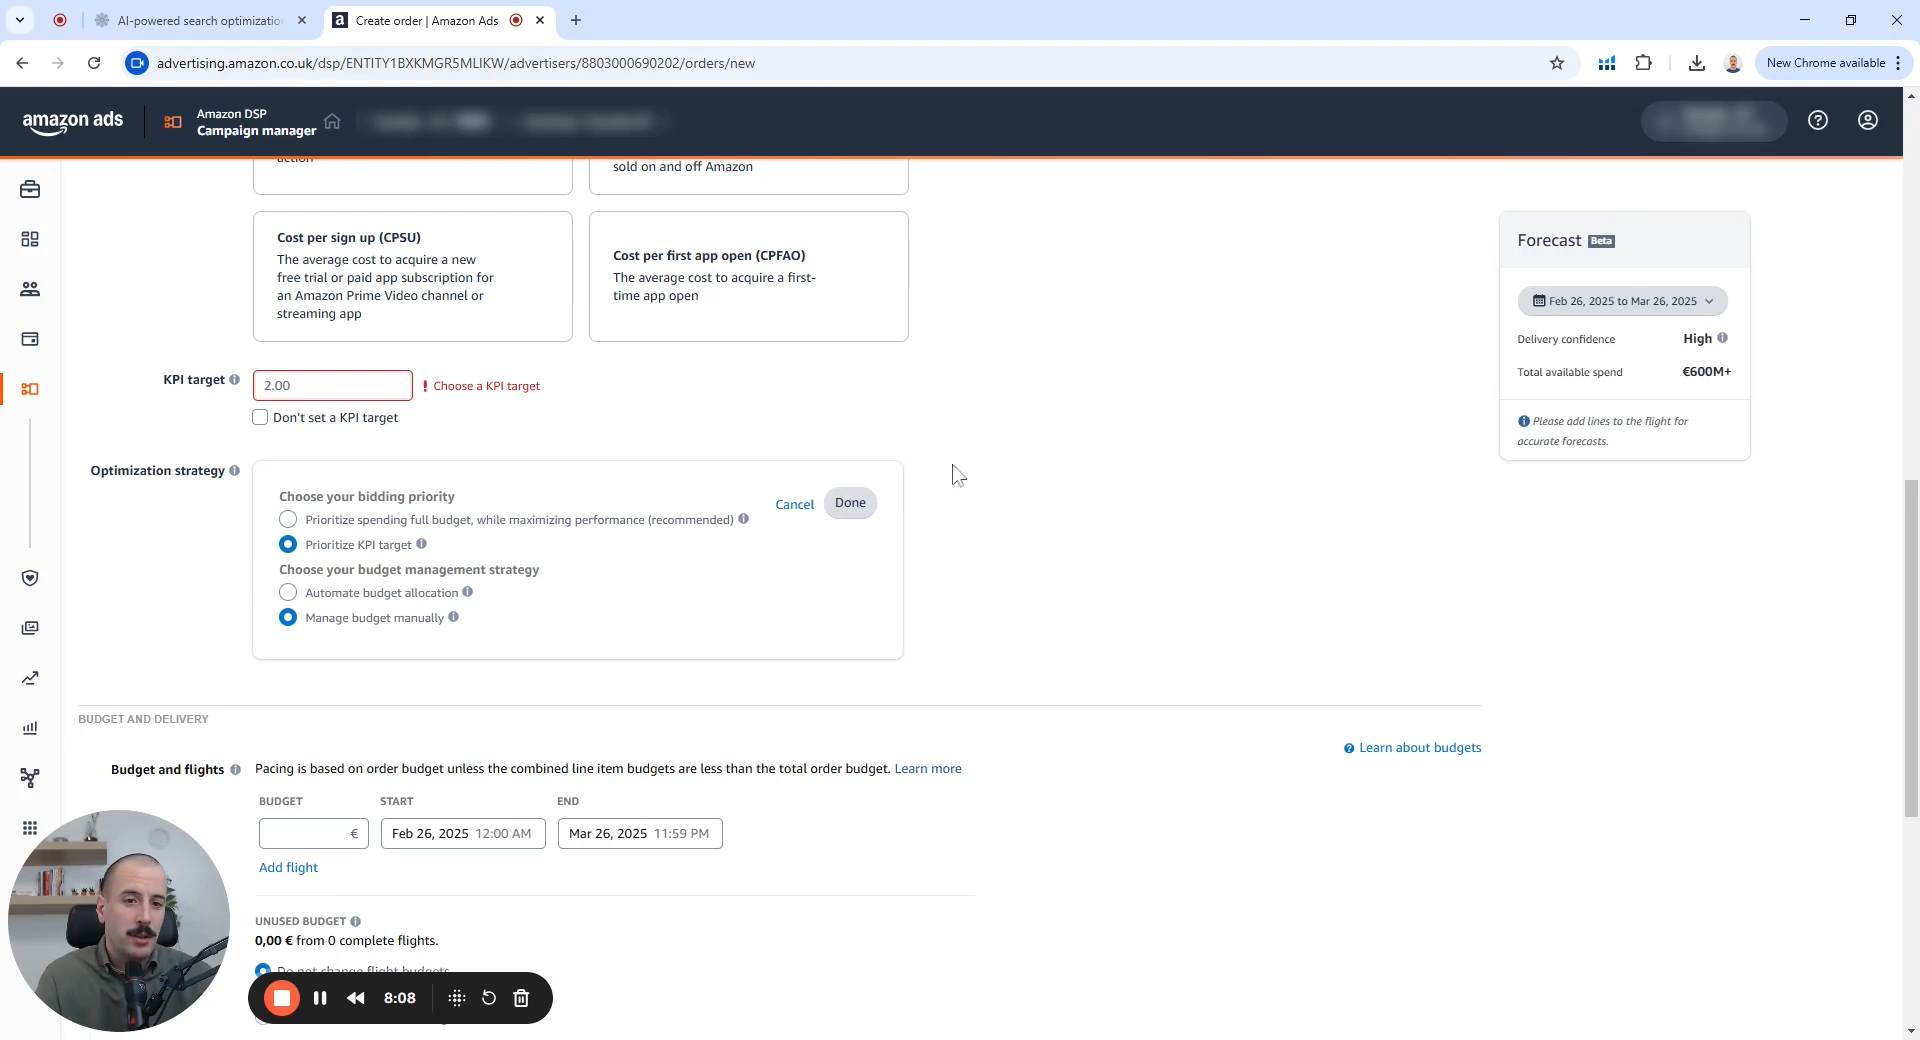 AI-powered search optimizatio
Create order | Amazon Ads
advertising.amazon.co.uk/dsp/ENTITY1BXKMGR5MLIKW/advertisers/8803000690202/orders/new
New Chrome available
amazon ads
Amazon DSP
Campaign manager
action
sold on and off Amazon
Cost per sign up (CPSU)
The average cost to acquire a new
free trial or paid app subscription for
an Amazon Prime Video channel or
streaming app
Cost per first app open (CPFAO)
The average cost to acquire a first-
time app open
Forecast Beta
Feb 26, 2025 to Mar 26, 2025
Delivery confidence High
Total available spend €600M+
Please add lines to the flight for
accurate forecasts.
KPI target 2.00 ! Choose a KPI target
Don't set a KPI target
Optimization strategy
Choose your bidding priority
Cancel Done
Prioritize spending full budget, while maximizing performance (recommended)
Prioritize KPI target
Choose your budget management strategy
Automate budget allocation
Manage budget manually
BUDGET AND DELIVERY
Learn about budgets
Budget and flights Pacing is based on order budget unless the combined line item budgets are less than the total order budget. Learn more
BUDGET START END
€ Feb 26, 2025 12:00 AM Mar 26, 2025 11:59 PM
Add flight
UNUSED BUDGET
0,00 € from 0 complete flights.
Do not change flight budgets
8:08